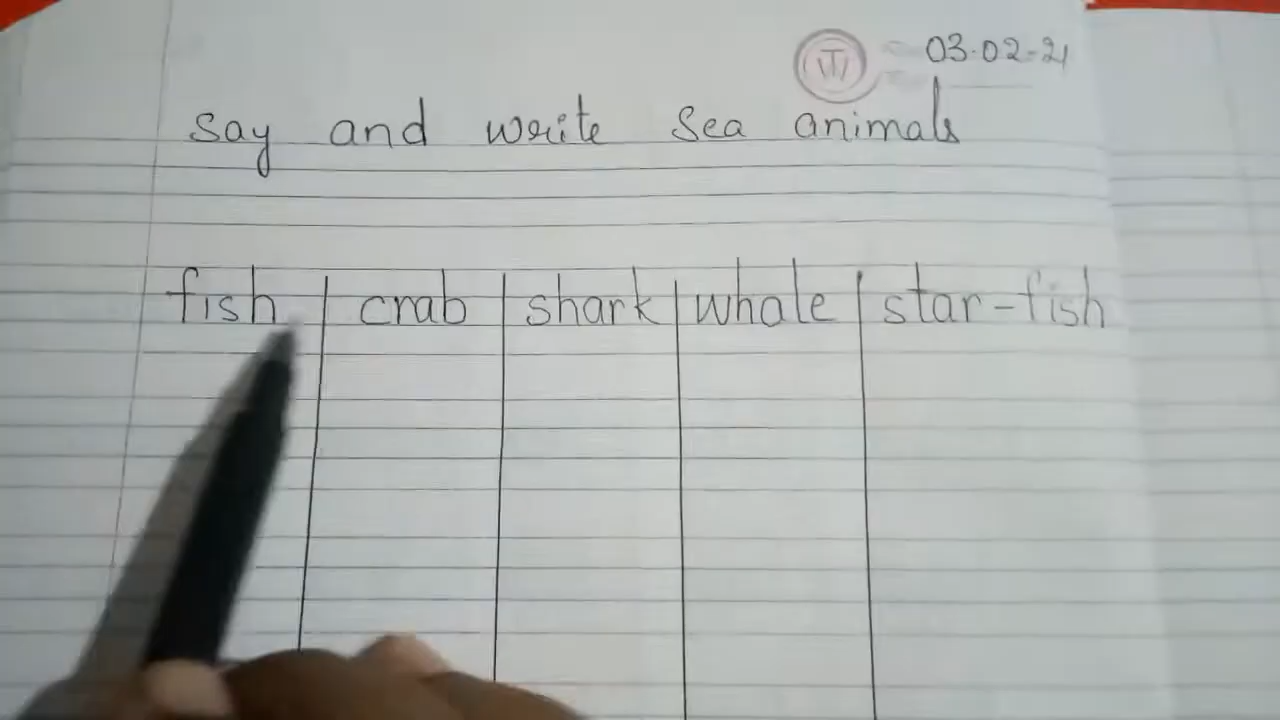 03.02-21
say and write sea animals
fish crab shark whale star-fish